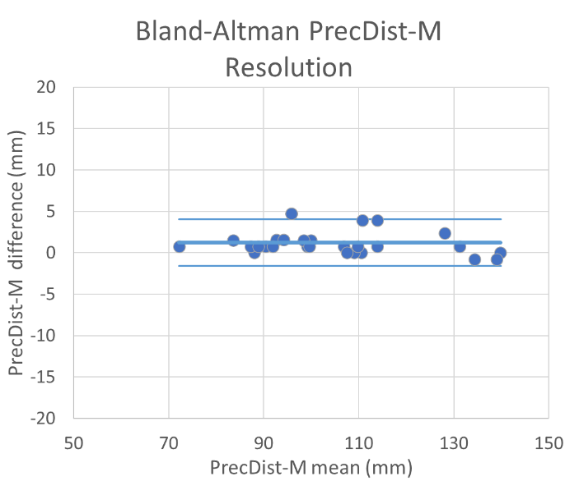 Bland-Altman PrecDist-M
Resolution
20
15
10
5
0
-5
-10
-15
-20
PrecDist-M difference (mm)
50 70 90 110 130 150
PrecDist-M mean (mm)